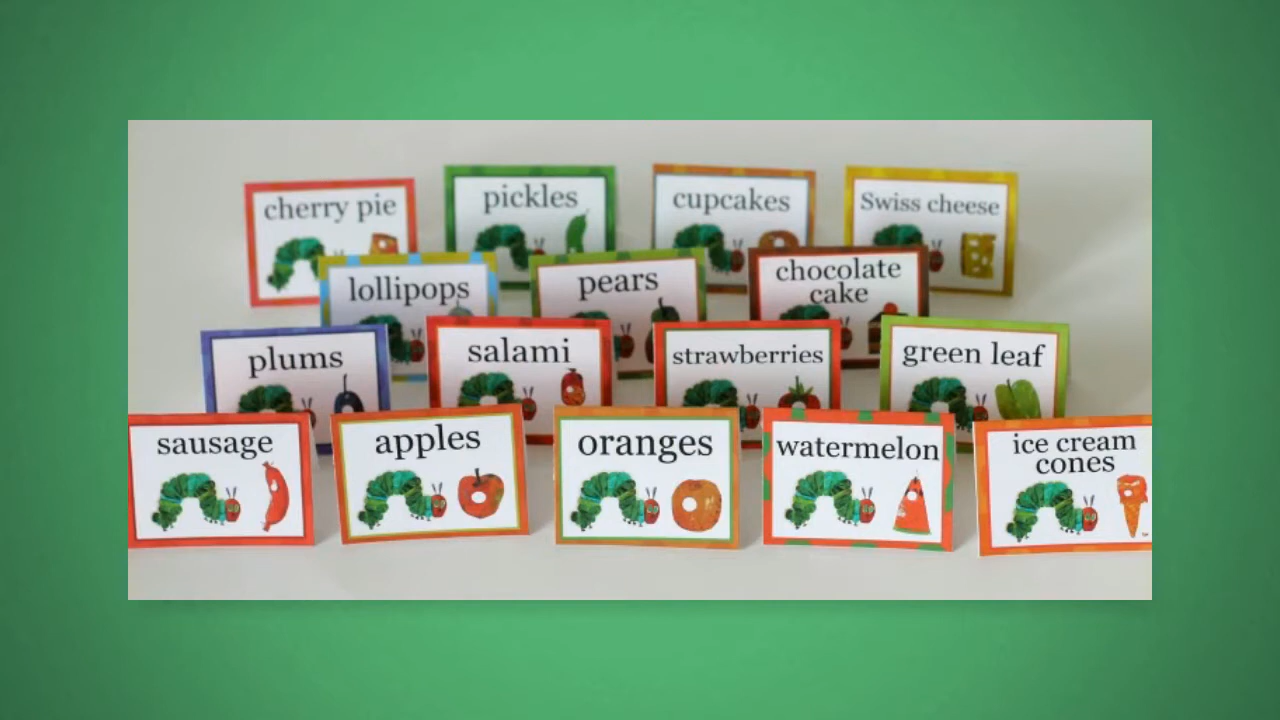 cherry pie
pickles
cupcakes
Swiss cheese
lollipops
pears
chocolate
cake
plums
salami
strawberries
green leaf
sausage
apples
oranges
watermelon
ice cream
cones